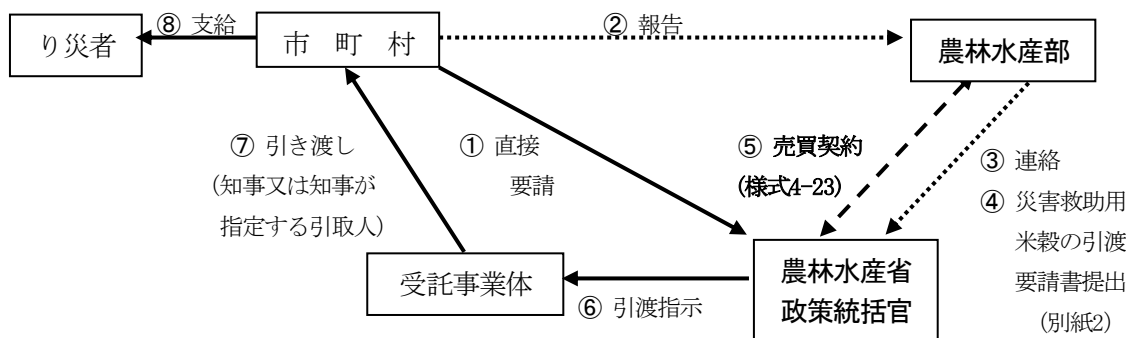 ⑧ 支給
り災者
市　町　村
② 報告
農林水産部
⑦ 引き渡し
(知事又は知事が
指定する引取人)
① 直接
要請
⑤ 売買契約
(様式4-23)
③ 連絡
④ 災害救助用
米穀の引渡
要請書提出
(別紙2)
受託事業体
⑥ 引渡指示
農林水産省
政策統括官